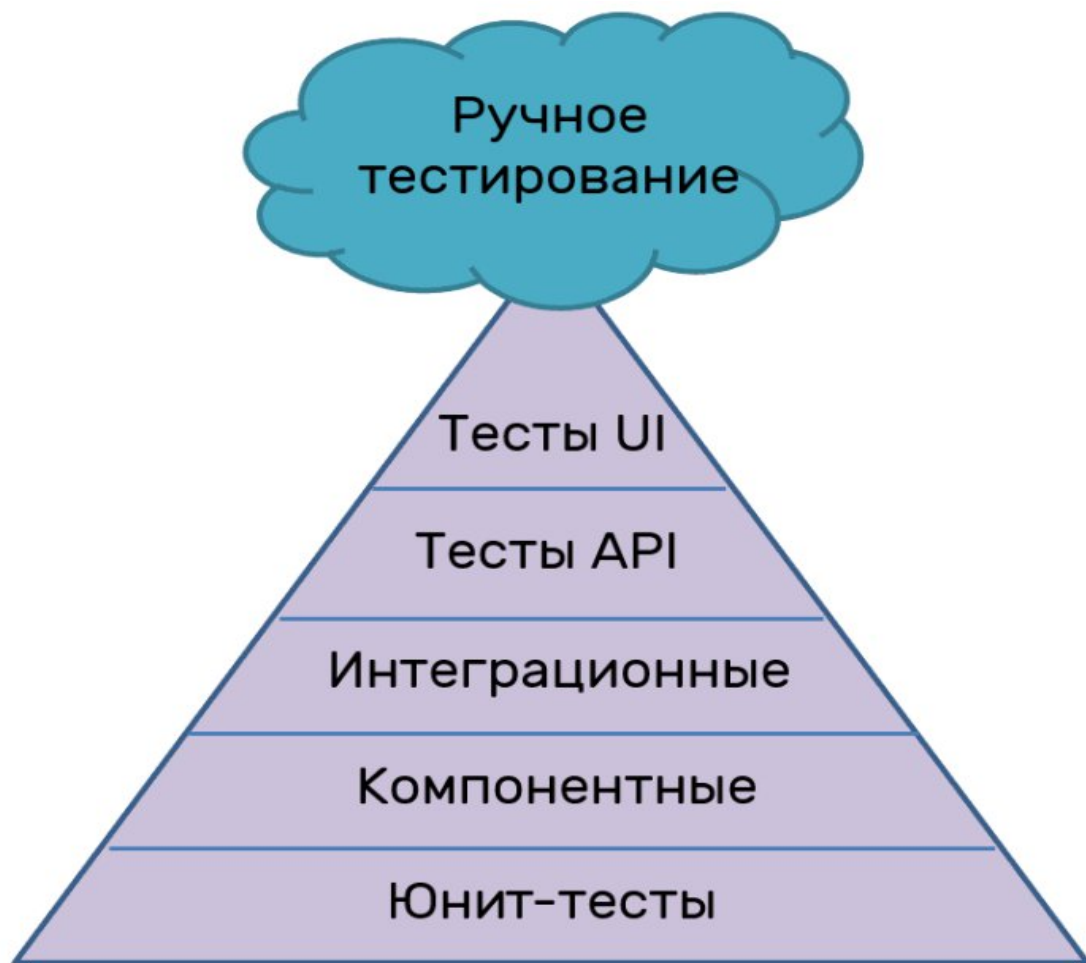 Ручное
тестирование
Тесты UI
Тесты API
Интеграционные
Компонентные
Юнит-тесты